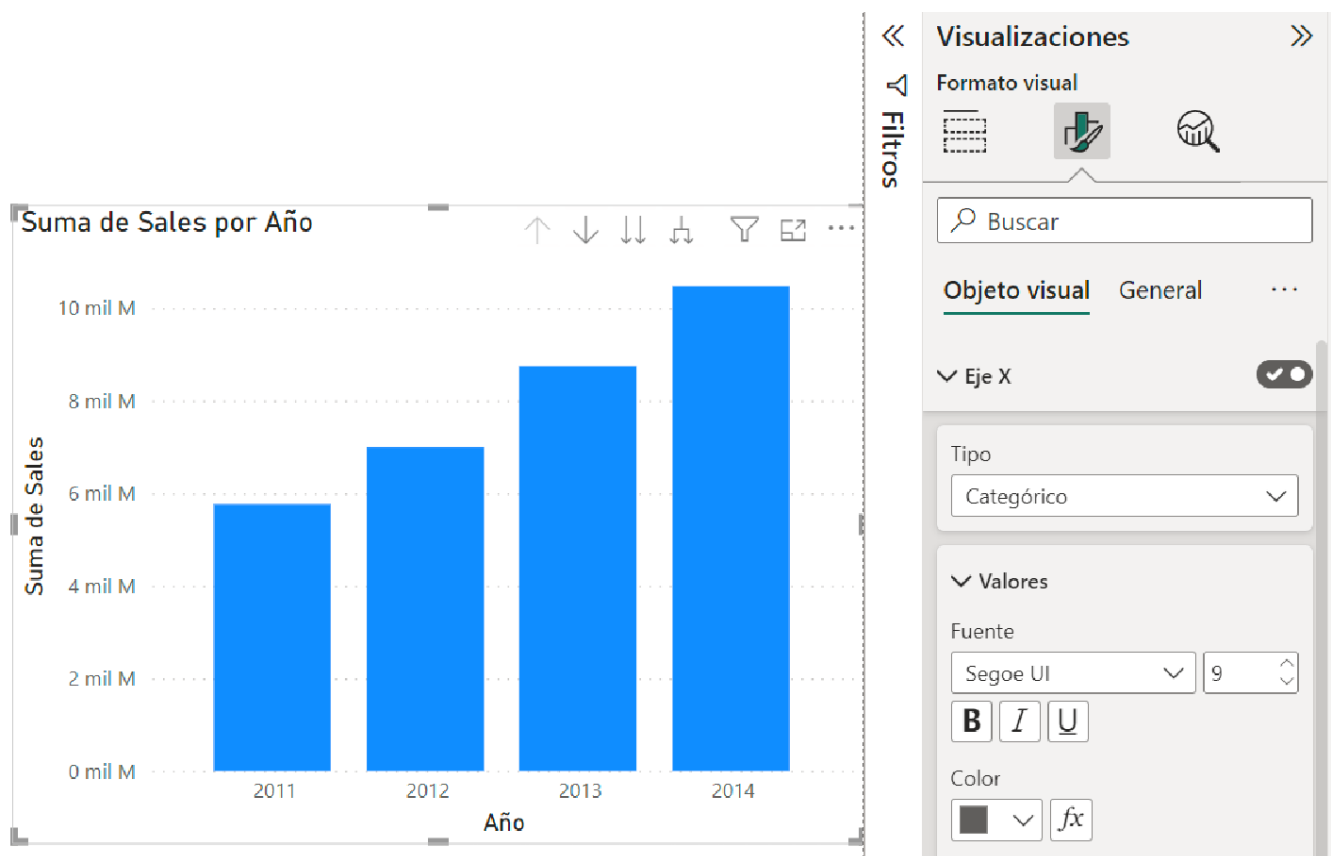 Suma de Sales por Año
10 mil M
8 mil M
6 mil M
4 mil M
2 mil M
0 mil M
Suma de Sales
2011 2012 2013 2014
Año
Filtros
Visualizaciones
Formato visual
Buscar
Objeto visual General
Eje X
Tipo
Categórico
Valores
Fuente
Segoe UI 9
B I U
Color
fx